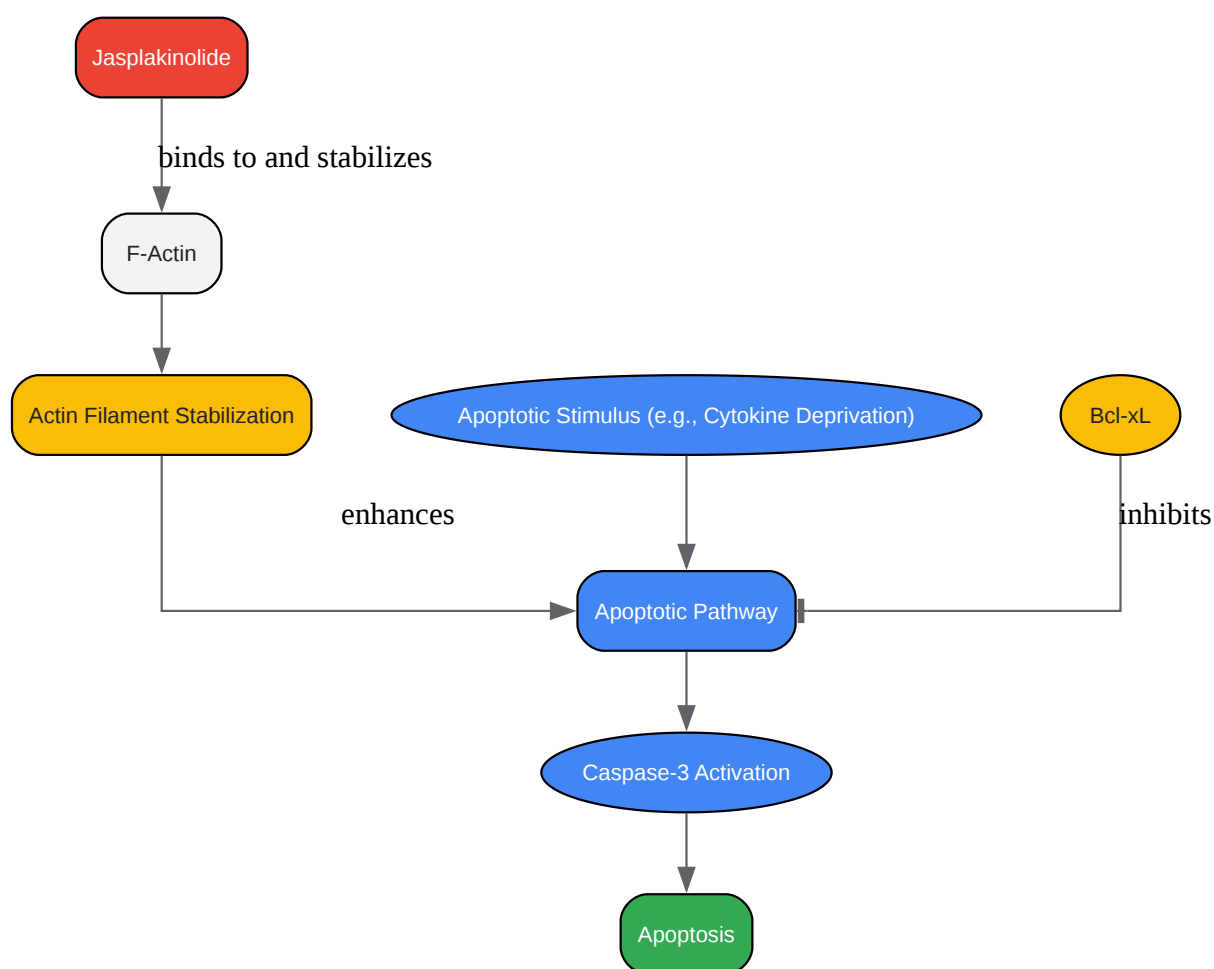 Jasplakinolide
binds to and stabilizes
F-Actin
Actin Filament Stabilization
Apoptotic Stimulus (e.g., Cytokine Deprivation)
Bcl-xL
enhances
inhibits
Apoptotic Pathway
Caspase-3 Activation
Apoptosis